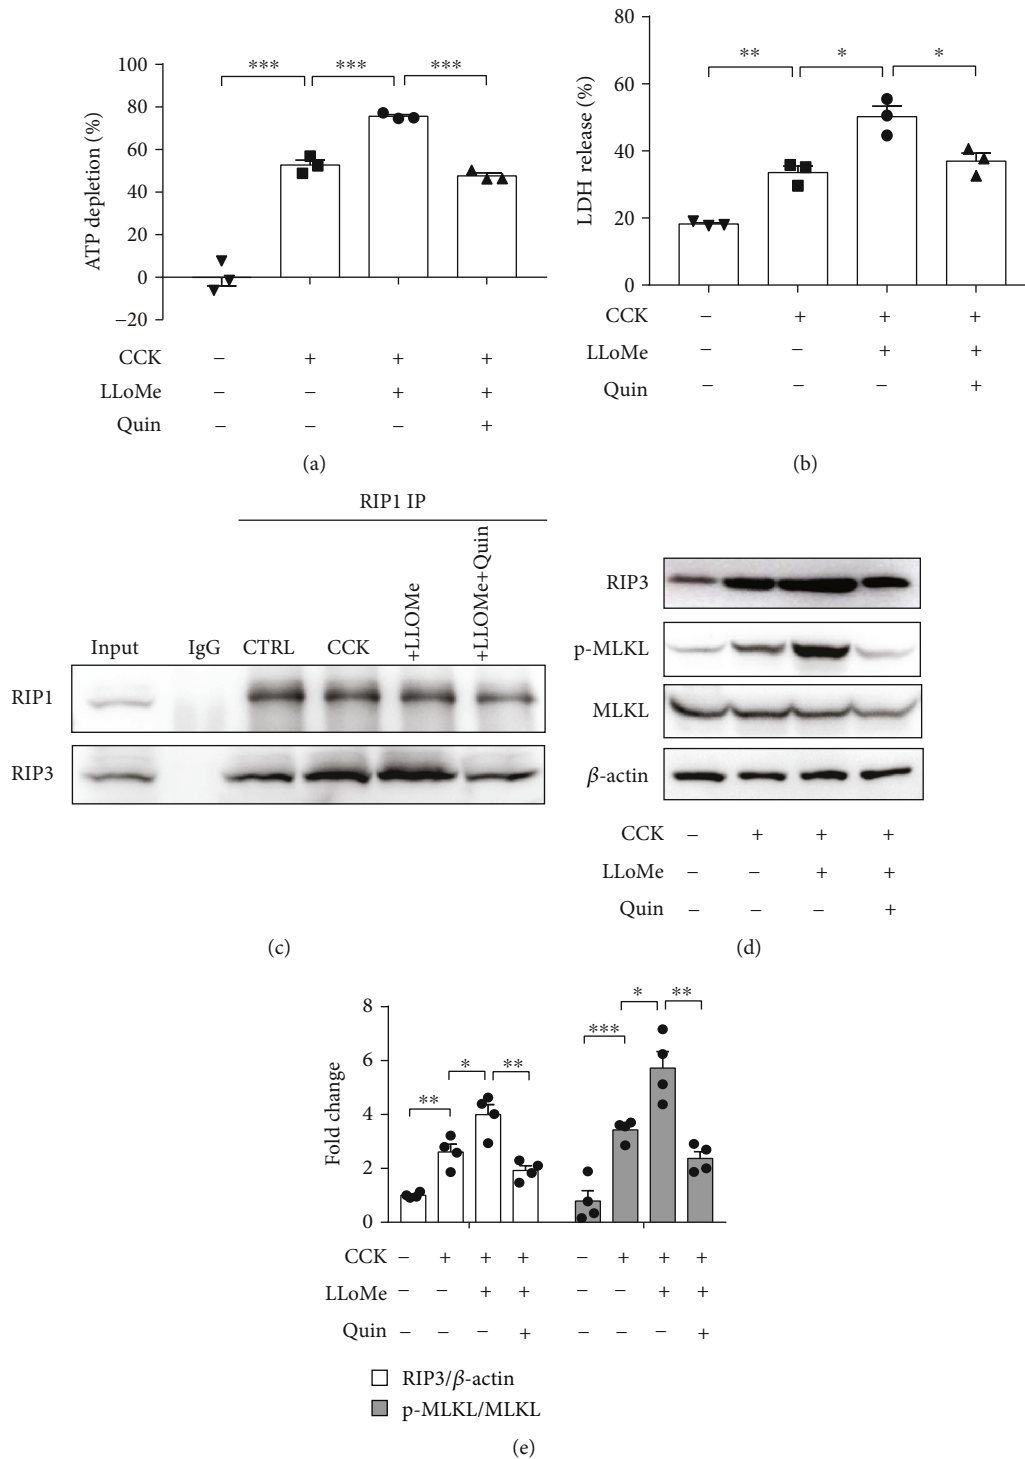 *** *** ***
100
80
60
40
20
0
−20
ATP depletion (%)
CCK − + + +
LLoMe − − + +
Quin − − − +
(a)
** * *
80
60
40
20
0
LDH release (%)
CCK − + + +
LLoMe − − + +
Quin − − − +
(b)
RIP1 IP
Input IgG CTRL CCK +LLOMe +LLOMe+Quin
RIP1
RIP3
(c)
RIP3
p-MLKL
MLKL
β-actin
CCK − + + +
LLoMe − − + +
Quin − − − +
(d)
** * ** *** * **
8
6
4
2
0
Fold change
CCK − + + + − + + +
LLoMe − − + + − − + +
Quin − − − + − − − +
RIP3/β-actin
p-MLKL/MLKL
(e)